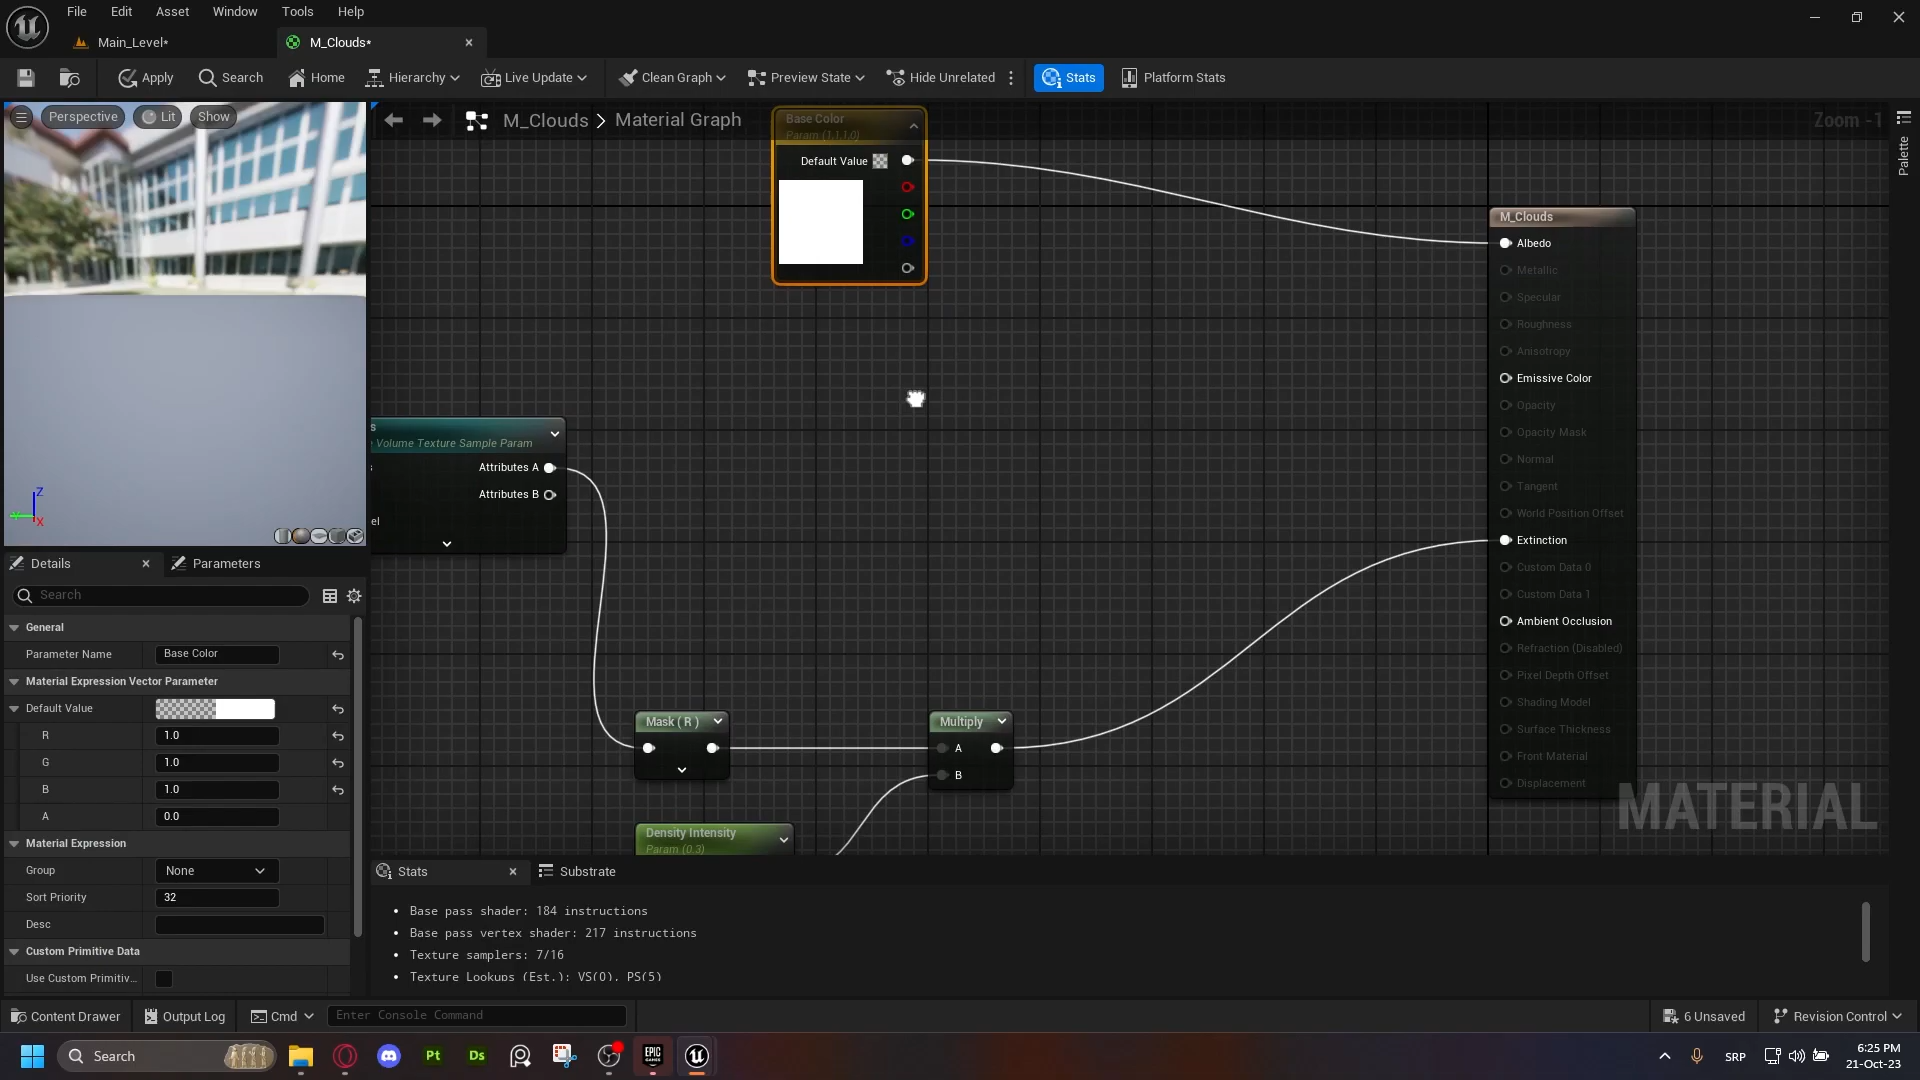 File Edit Asset Window Tools Help
Main_Level*
M_Clouds*
Apply Search Home Hierarchy Live Update Clean Graph Preview State Hide Unrelated Stats Platform Stats
Perspective Lit Show
M_Clouds > Material Graph
Zoom -1
Palette
Base Color
Param (1,1,1,0)
Default Value
M_Clouds
Albedo
Metallic
Specular
Roughness
Anisotropy
Emissive Color
Opacity
Opacity Mask
Normal
Tangent
World Position Offset
Extinction
Custom Data 0
Custom Data 1
Ambient Occlusion
Refraction (Disabled)
Pixel Depth Offset
Shading Model
Surface Thickness
Front Material
Displacement
MATERIAL
s
Volume Texture Sample Param
Attributes A
Attributes B
el
Mask ( R )
Multiply
A
B
Density Intensity
Param (0.3)
Z
X
Details
Parameters
Search
General
Parameter Name Base Color
Material Expression Vector Parameter
Default Value
R 1.0
G 1.0
B 1.0
A 0.0
Material Expression
Group None
Sort Priority 32
Desc
Custom Primitive Data
Use Custom Primitiv...
Stats
Substrate
Base pass shader: 184 instructions
Base pass vertex shader: 217 instructions
Texture samplers: 7/16
Texture Lookups (Est.): VS(0), PS(5)
Content Drawer Output Log Cmd Enter Console Command 6 Unsaved Revision Control
Search
Pt
Ds
EPIC
GAMES
SRP
6:25 PM
21-Oct-23